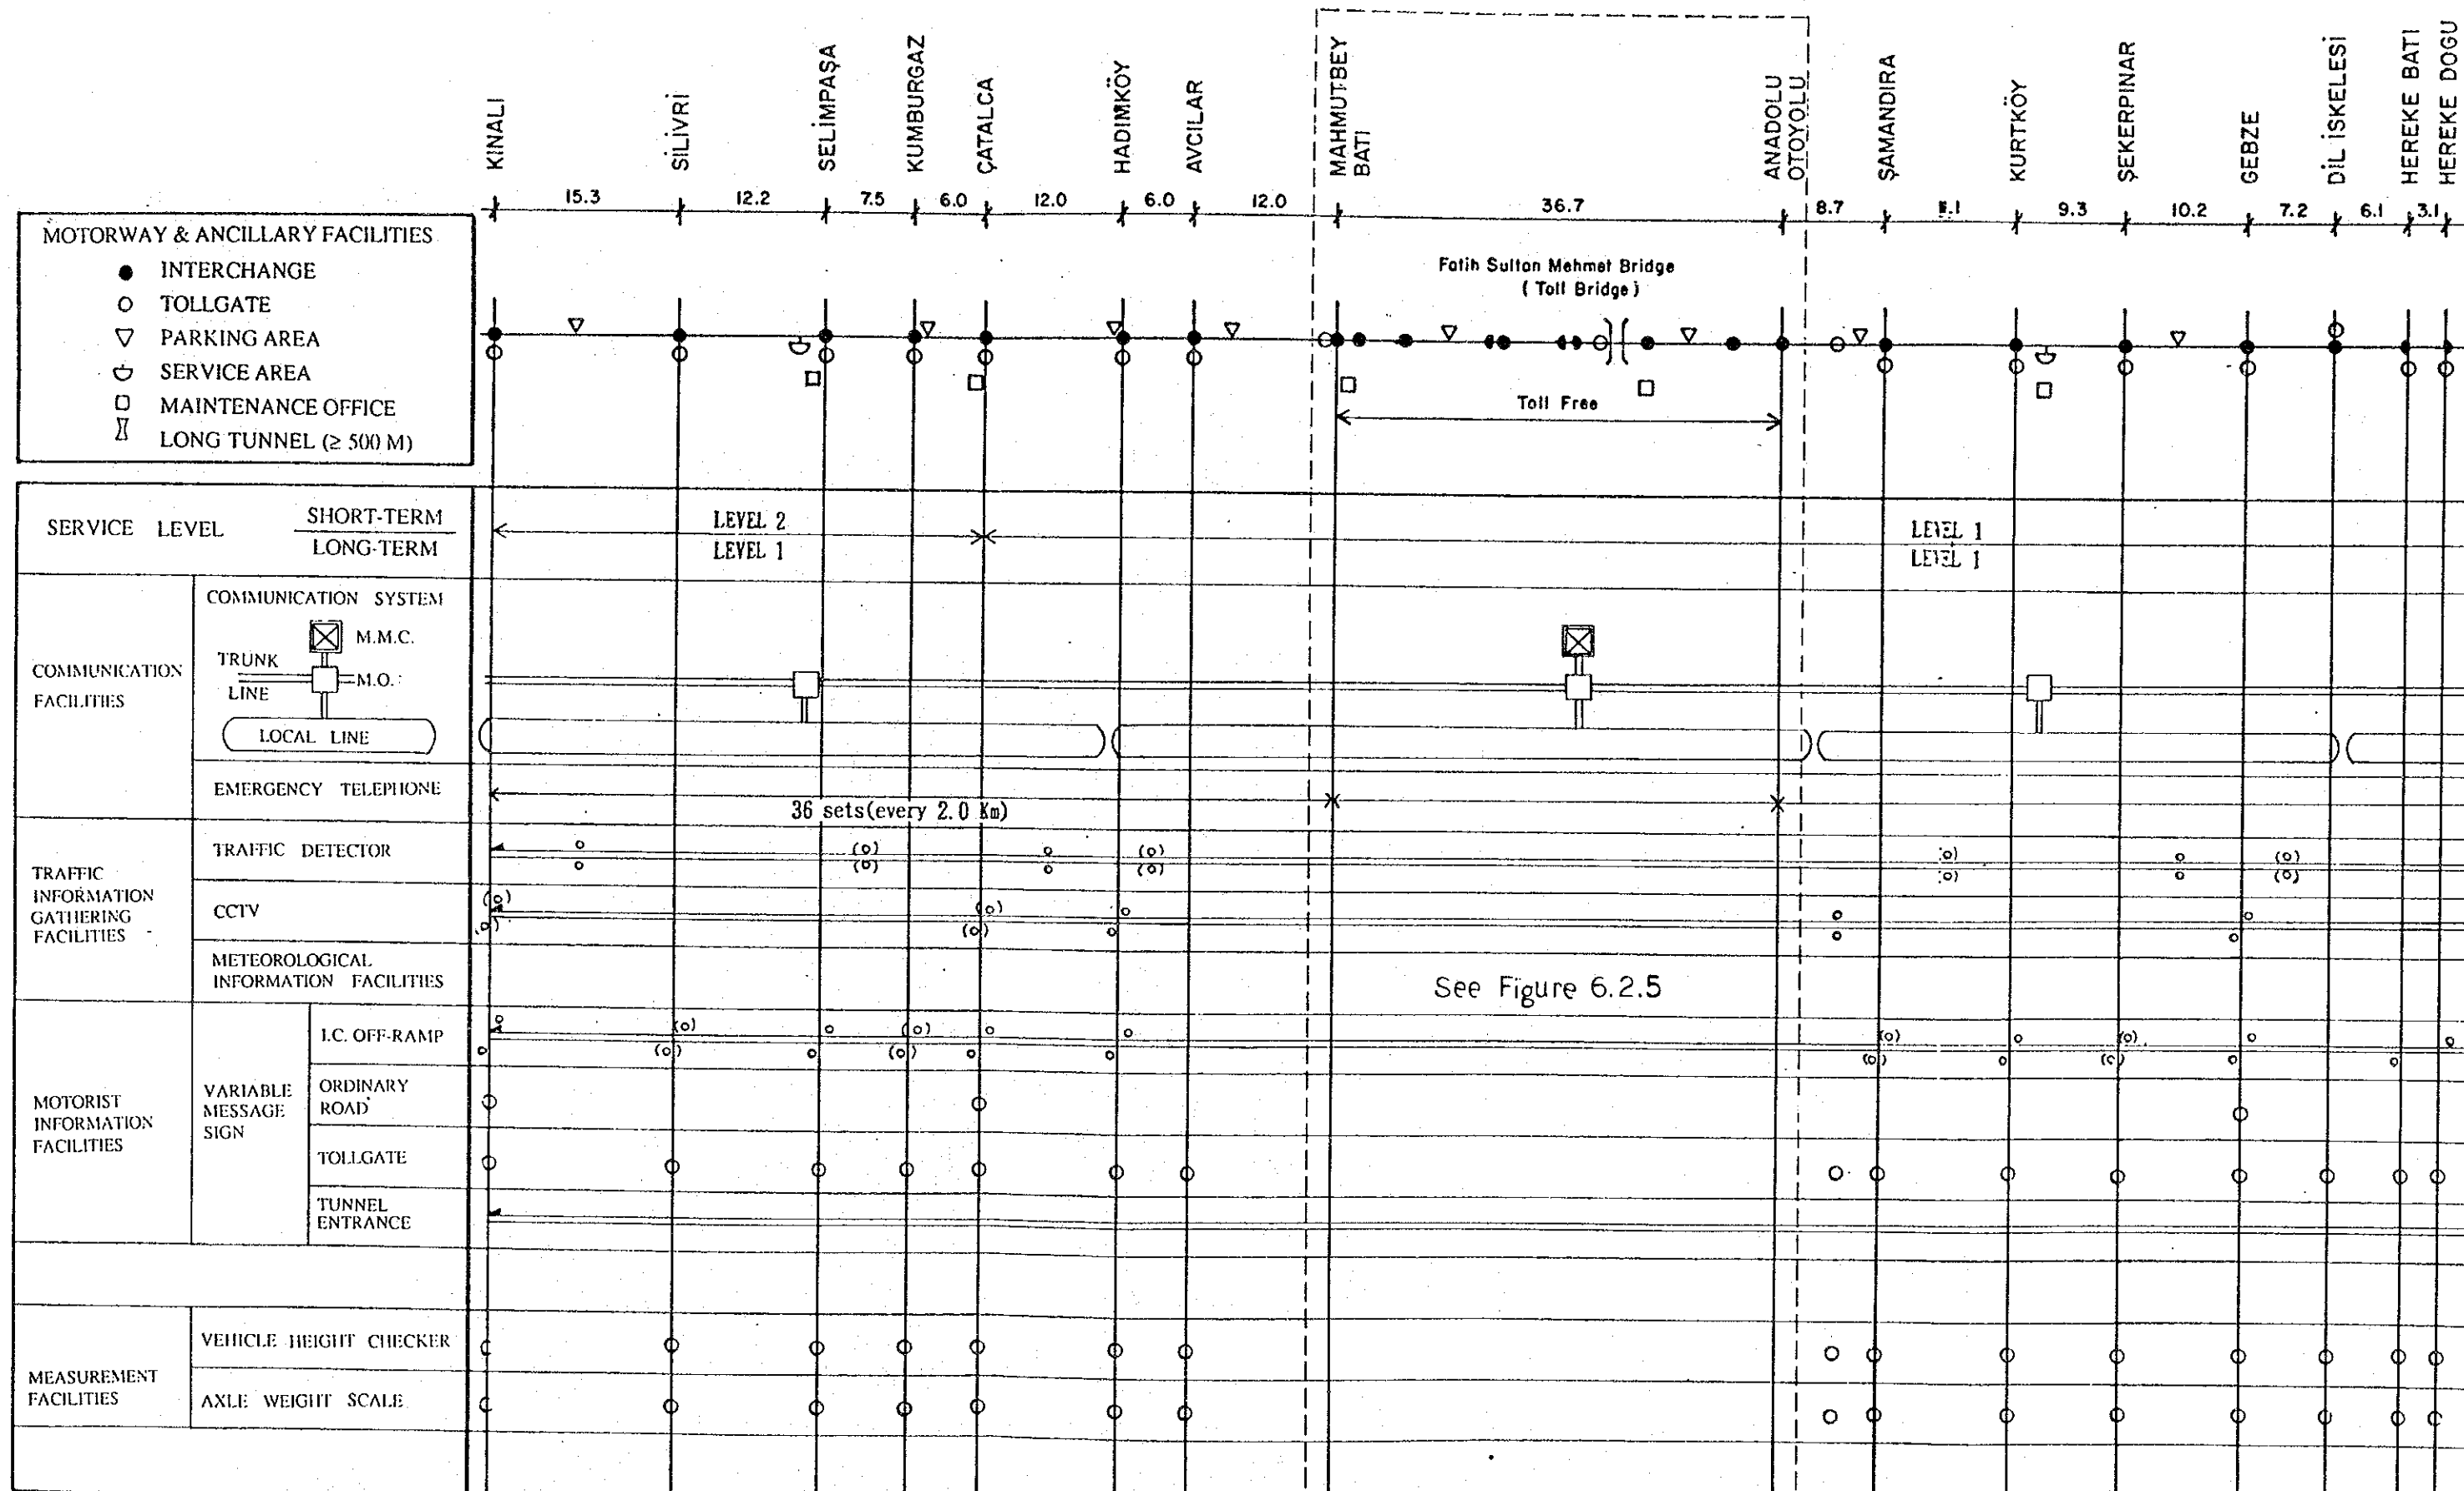 KINALI
SİLİVRİ
SELİMPAŞA
KUMBURGAZ
ÇATALCA
HADIMKÖY
AVCILAR
MAHMUTBEY
BATI
ANADOLU
OTOYOLU
ŞAMANDIRA
KURTKÖY
ŞEKERPINAR
GEBZE
DİL İSKELESİ
HEREKE BATI
HEREKE DOGU
15.3 12.2 7.5 6.0 12.0 6.0 12.0 36.7 8.7 9.3 10.2 7.2 6.1 3.1
MOTORWAY & ANCILLARY FACILITIES
INTERCHANGE
TOLLGATE
PARKING AREA
SERVICE AREA
MAINTENANCE OFFICE
LONG TUNNEL (≥ 500 M)
Fatih Sultan Mehmet Bridge
( Toll Bridge )
Toll Free
SERVICE LEVEL
SHORT-TERM
LONG-TERM
LEVEL 2
LEVEL 1
LEVEL 1
LEVEL 1
COMMUNICATION
FACILITIES
COMMUNICATION SYSTEM
M.M.C.
TRUNK
LINE
M.O.
LOCAL LINE
EMERGENCY TELEPHONE
36 sets(every 2.0 Km)
TRAFFIC
INFORMATION
GATHERING
FACILITIES
TRAFFIC DETECTOR
CCTV
METEOROLOGICAL
INFORMATION FACILITIES
See Figure 6.2.5
MOTORIST
INFORMATION
FACILITIES
VARIABLE
MESSAGE
SIGN
I.C. OFF-RAMP
ORDINARY
ROAD
TOLLGATE
TUNNEL
ENTRANCE
MEASUREMENT
FACILITIES
VEHICLE HEIGHT CHECKER
AXLE WEIGHT SCALE